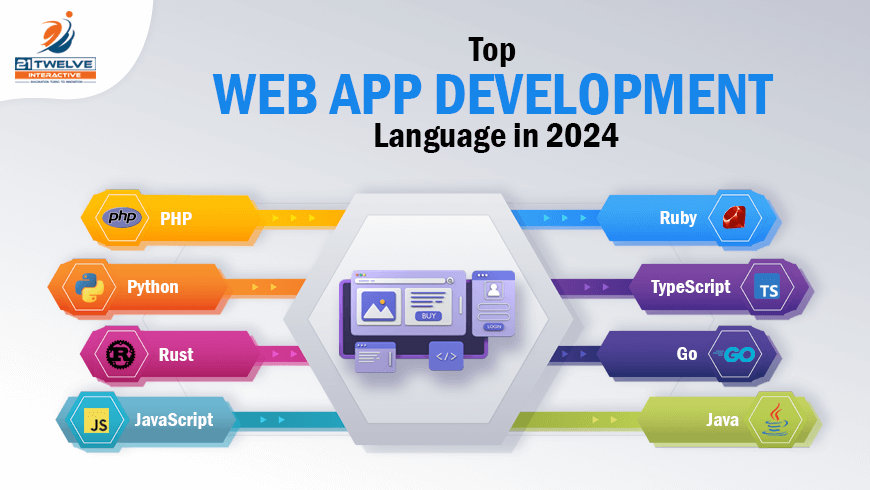 21 TWELVE
INTERACTIVE
Top
WEB APP DEVELOPMENT
Language in 2024
php PHP
Python
Rust
JS JavaScript
BUY
LOGIN
</>
Ruby
TypeScript TS
Go GO
Java